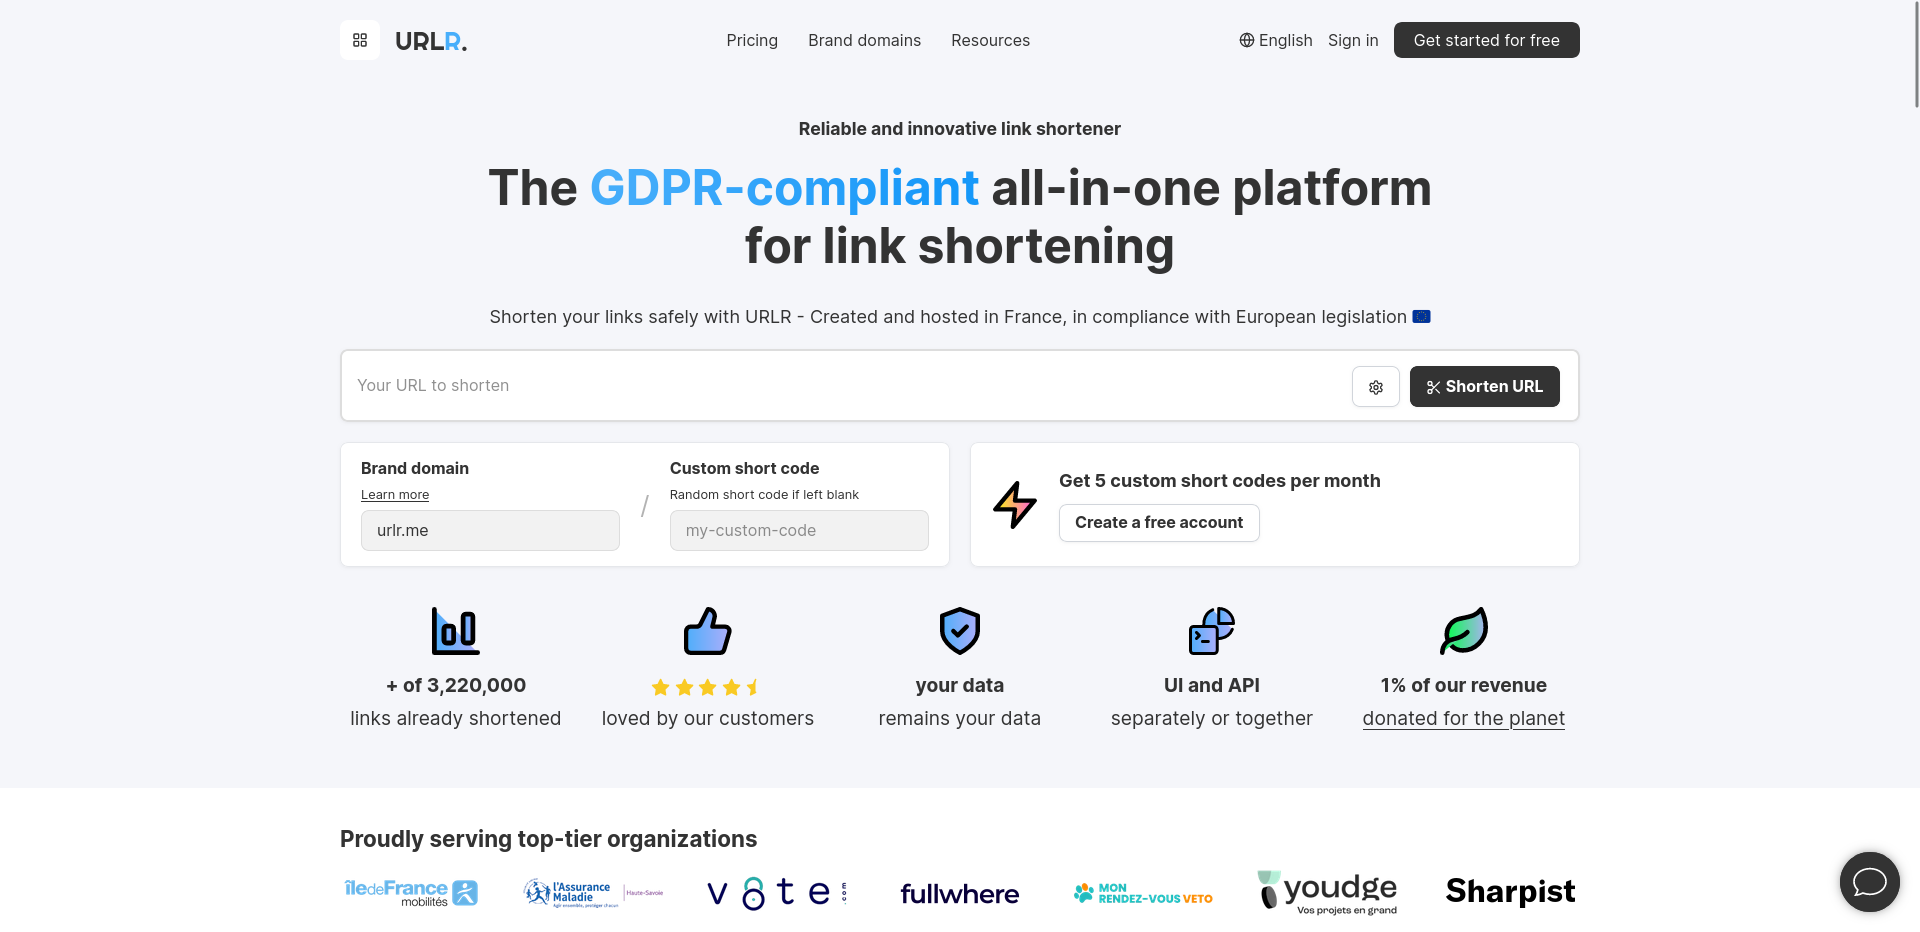 URLR.
Pricing
Brand domains
Resources
English
Sign in
Get started for free
Reliable and innovative link shortener
The GDPR-compliant all-in-one platform
for link shortening
Shorten your links safely with URLR - Created and hosted in France, in compliance with European legislation
Your URL to shorten
Shorten URL
Brand domain
Learn more
urlr.me
/
Custom short code
Random short code if left blank
my-custom-code
Get 5 custom short codes per month
Create a free account
+ of 3,220,000
links already shortened
loved by our customers
your data
remains your data
UI and API
separately or together
1% of our revenue
donated for the planet
Proudly serving top-tier organizations
îledeFrance
mobilités
l'Assurance
Maladie
Agir ensemble, protéger chacun
Haute-Savoie
v8te
fullwhere
MON
RENDEZ-VOUS VETO
youdge
Vos projets en grand
Sharpist